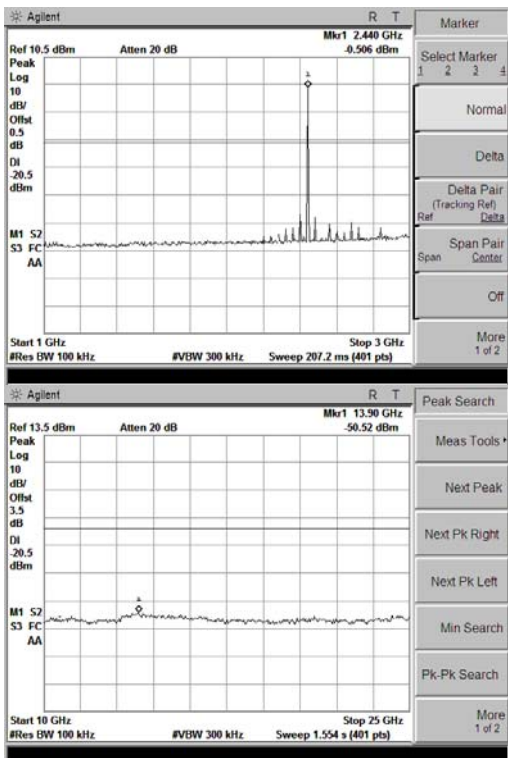 Agilent R T
Mkr1 2.440 GHz
Ref 10.5 dBm Atten 20 dB -0.506 dBm
Peak
Log
10
dB/
Offst
0.5
dB
DI
-20.5
dBm
M1 S2
S3 FC
AA
Start 1 GHz Stop 3 GHz
#Res BW 100 kHz #VBW 300 kHz Sweep 207.2 ms (401 pts)
Marker
Select Marker
1 2 3 4
Normal
Delta
Delta Pair
(Tracking Ref)
Ref Delta
Span Pair
Span Center
Off
More
1 of 2
Agilent R T
Mkr1 13.90 GHz
Ref 13.5 dBm Atten 20 dB -50.52 dBm
Peak
Log
10
dB/
Offst
3.5
dB
DI
-20.5
dBm
1
M1 S2
S3 FC
AA
Start 10 GHz Stop 25 GHz
#Res BW 100 kHz #VBW 300 kHz Sweep 1.554 s (401 pts)
Peak Search
Meas Tools
Next Peak
Next Pk Right
Next Pk Left
Min Search
Pk-Pk Search
More
1 of 2